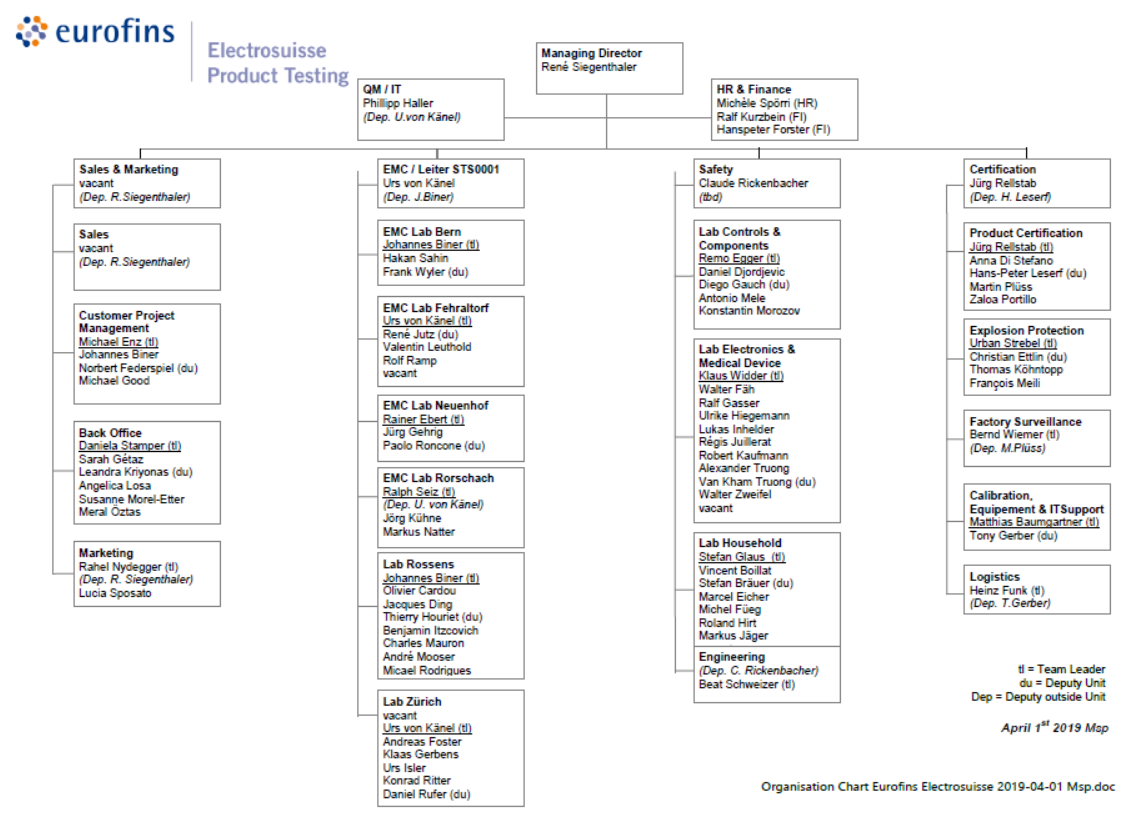 eurofins
Electrosuisse
Product Testing
Managing Director
René Siegenthaler
QM / IT
Phillipp Haller
(Dep. U.von Känel)
HR & Finance
Michèle Spörri (HR)
Ralf Kurzbein (FI)
Hanspeter Forster (FI)
Sales & Marketing
vacant
(Dep. R.Siegenthaler)
Sales
vacant
(Dep. R.Siegenthaler)
Customer Project
Management
Michael Enz (tl)
Johannes Biner
Norbert Federspiel (du)
Michael Good
Back Office
Daniela Stamper (tl)
Sarah Gétaz
Leandra Kriyonas (du)
Angelica Losa
Susanne Morel-Etter
Meral Öztas
Marketing
Rahel Nydegger (tl)
(Dep. R. Siegenthaler)
Lucia Sposato
EMC / Leiter STS0001
Urs von Känel
(Dep. J.Biner)
EMC Lab Bern
Johannes Biner (tl)
Hakan Sahin
Frank Wyler (du)
EMC Lab Fehraltorf
Urs von Känel (tl)
René Jutz (du)
Valentin Leuthold
Rolf Ramp
vacant
EMC Lab Neuenhof
Rainer Ebert (tl)
Jürg Gehrig
Paolo Roncone (du)
EMC Lab Rorschach
Ralph Seiz (tl)
(Dep. U. von Känel)
Jörg Kühne
Markus Natter
Lab Rossens
Johannes Biner (tl)
Olivier Cardou
Jacques Ding
Thierry Houriet (du)
Benjamin Itzcovich
Charles Mauron
André Mooser
Micael Rodrigues
Lab Zürich
vacant
Urs von Känel (tl)
Andreas Foster
Klaas Gerbens
Urs Isler
Konrad Ritter
Daniel Rufer (du)
Safety
Claude Rickenbacher
(tbd)
Lab Controls &
Components
Remo Egger (tl)
Daniel Djordjevic
Diego Gauch (du)
Antonio Mele
Konstantin Morozov
Lab Electronics &
Medical Device
Klaus Widder (tl)
Walter Fäh
Ralf Gasser
Ulrike Hiegemann
Lukas Inhelder
Régis Juillerat
Robert Kaufmann
Alexander Truong
Van Kham Truong (du)
Walter Zweifel
vacant
Lab Household
Stefan Glaus (tl)
Vincent Boillat
Stefan Bräuer (du)
Marcel Eicher
Michel Füeg
Roland Hirt
Markus Jäger
Engineering
(Dep. C. Rickenbacher)
Beat Schweizer (tl)
Certification
Jürg Rellstab
(Dep. H. Leserf)
Product Certification
Jürg Rellstab (tl)
Anna Di Stefano
Hans-Peter Leserf (du)
Martin Plüss
Zaloa Portillo
Explosion Protection
Urban Strebel (tl)
Christian Ettlin (du)
Thomas Köhntopp
François Meili
Factory Surveillance
Bernd Wiemer (tl)
(Dep. M.Plüss)
Calibration,
Equipement & ITSupport
Matthias Baumgartner (tl)
Tony Gerber (du)
Logistics
Heinz Funk (tl)
(Dep. T.Gerber)
tl = Team Leader
du = Deputy Unit
Dep = Deputy outside Unit
April 1st 2019 Msp
Organisation Chart Eurofins Electrosuisse 2019-04-01 Msp.doc